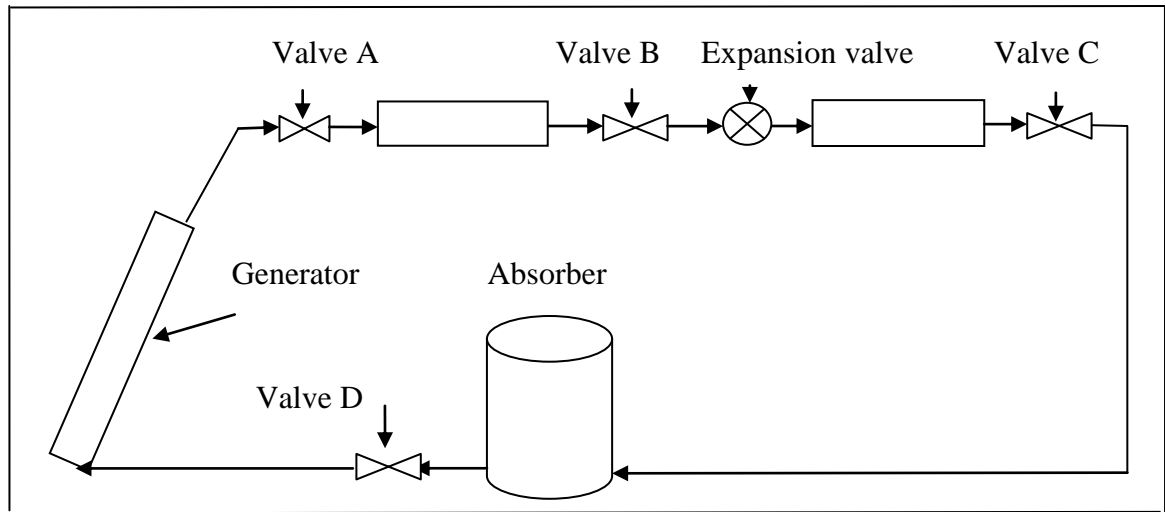 Valve A
Valve B
Expansion valve
Valve C
Generator
Absorber
Valve D